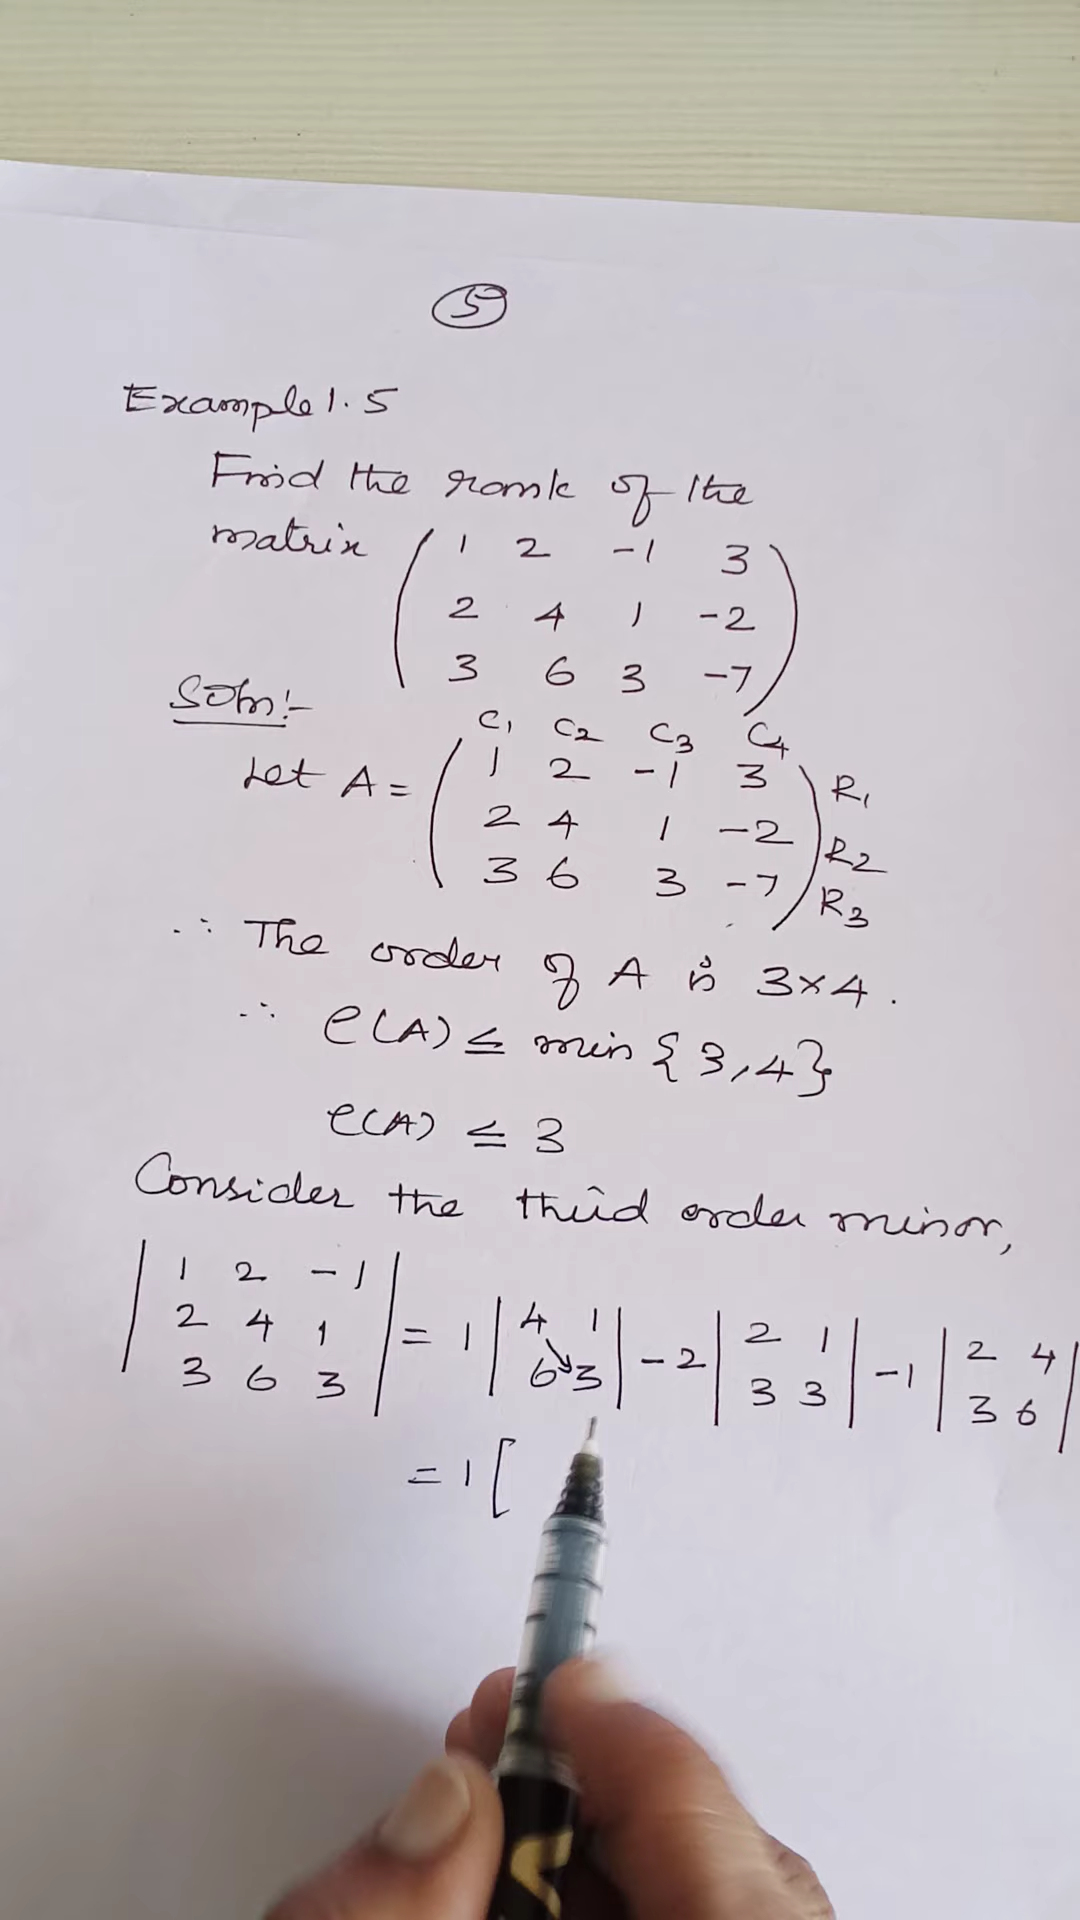 5
Example 1.5
Find the rank of the
matrix ( 1 2 -1 3
2 4 1 -2
3 6 3 -7 )
Soln:-
C1 C2 C3 C4
Let A = ( 1 2 -1 3 R1
2 4 1 -2 R2
3 6 3 -7 ) R3
∴ The order of A is 3×4.
∴ ρ(A) ≤ min {3,4}
ρ(A) ≤ 3
Consider the third order minor,
| 1 2 -1 |
| 2 4 1 | = 1 | 4 1 | -2 | 2 1 | -1 | 2 4 |
| 3 6 3 | | 6 3 | | 3 3 | | 3 6 |
= 1 [